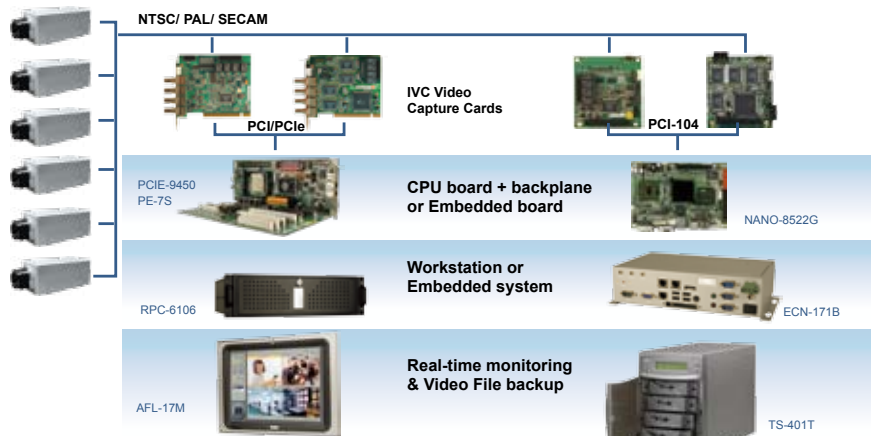 NTSC/ PAL/ SECAM
IVC Video
Capture Cards
PCI/PCIe
PCI-104
PCIE-9450
PE-7S
CPU board + backplane
or Embedded board
NANO-8522G
Workstation or
Embedded system
RPC-6106
ECN-171B
Real-time monitoring
& Video File backup
AFL-17M
TS-401T